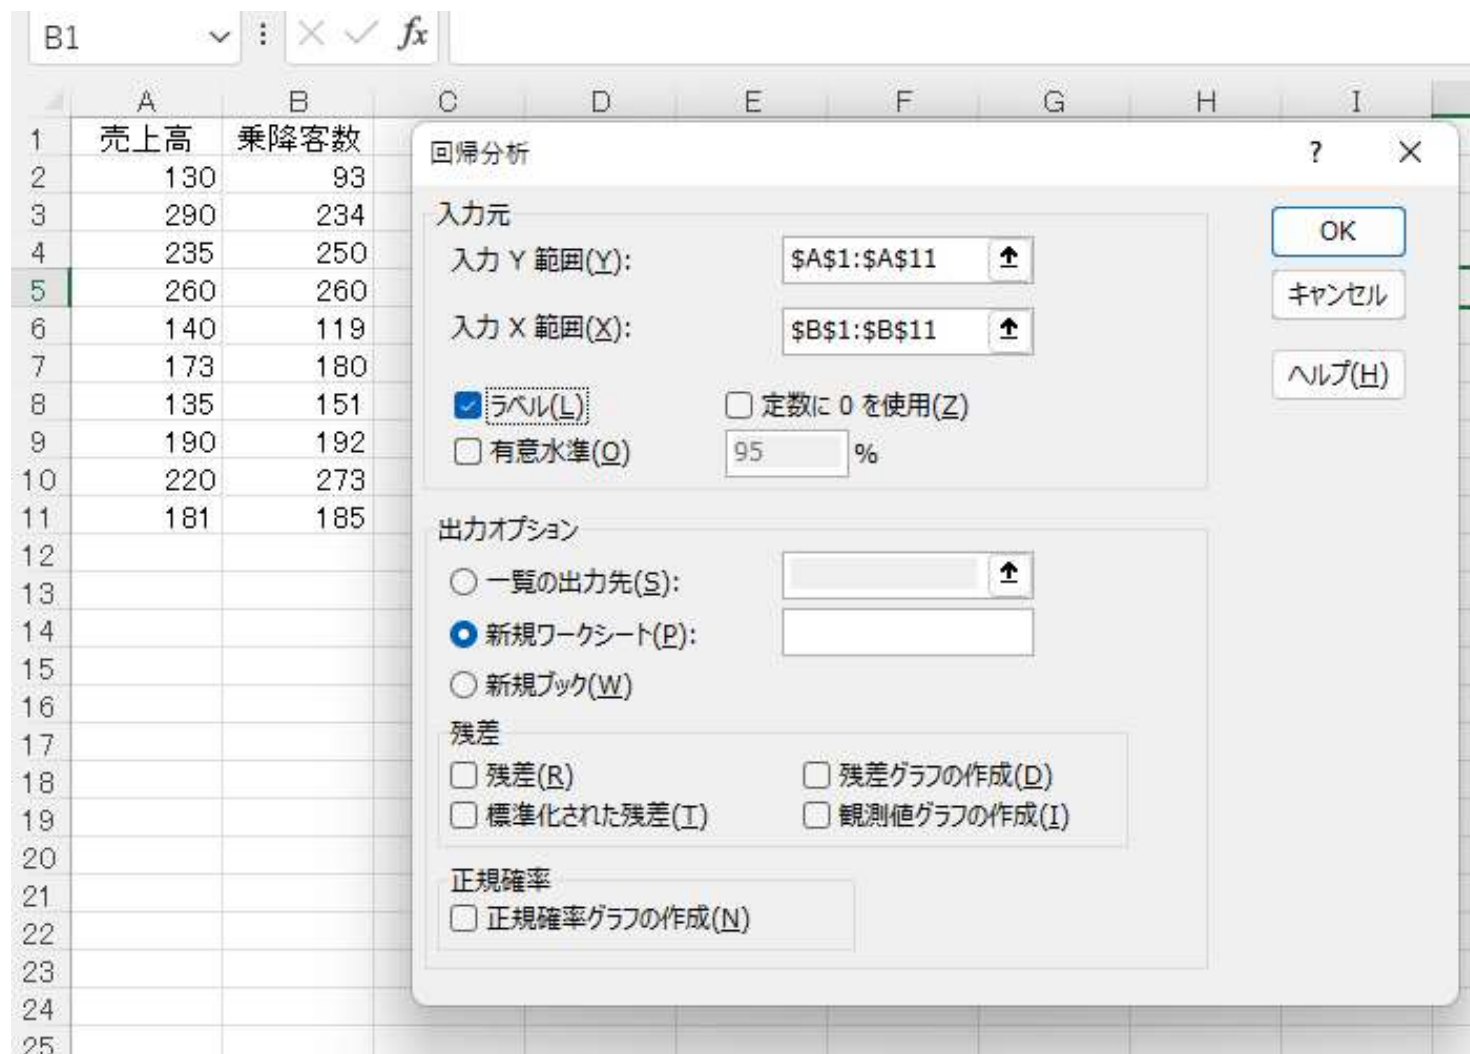 B1 fx
A B C D E F G H I
1 売上高 乗降客数
2 130 93
3 290 234
4 235 250
5 260 260
6 140 119
7 173 180
8 135 151
9 190 192
10 220 273
11 181 185
12
13
14
15
16
17
18
19
20
21
22
23
24
25
回帰分析 ?
入力元
入力 Y 範囲(Y): $A$1:$A$11
入力 X 範囲(X): $B$1:$B$11
ラベル(L) 定数に 0 を使用(Z)
有意水準(O) 95 %
OK
キャンセル
ヘルプ(H)
出力オプション
一覧の出力先(S):
新規ワークシート(P):
新規ブック(W)
残差
残差(R) 残差グラフの作成(D)
標準化された残差(T) 観測値グラフの作成(I)
正規確率
正規確率グラフの作成(N)